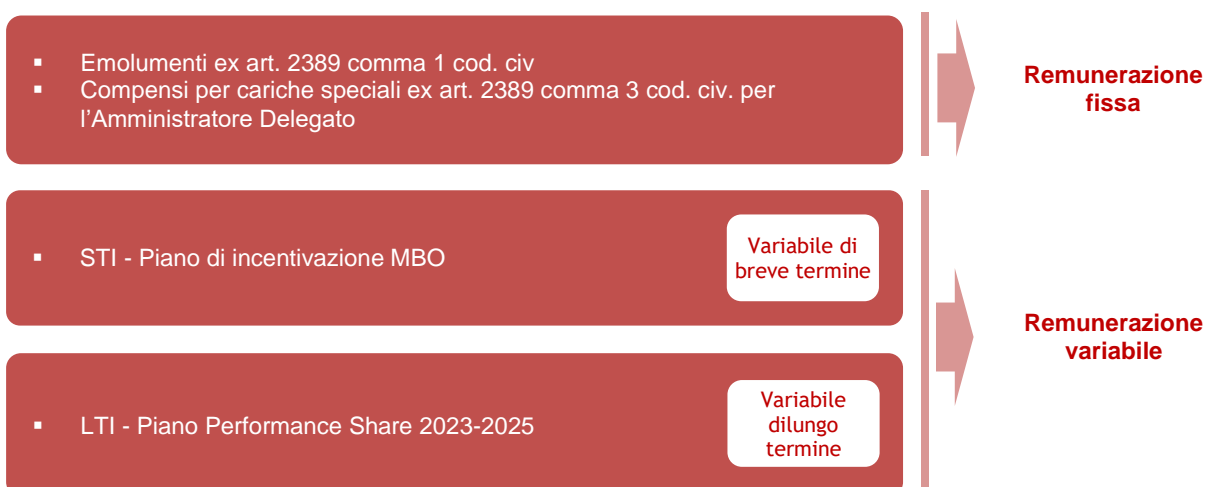 ▪ Emolumenti ex art. 2389 comma 1 cod. civ
▪ Compensi per cariche speciali ex art. 2389 comma 3 cod. civ. per
l’Amministratore Delegato
Remunerazione
fissa
▪ STI - Piano di incentivazione MBO
Variabile di
breve termine
▪ LTI - Piano Performance Share 2023-2025
Variabile
dilungo
termine
Remunerazione
variabile